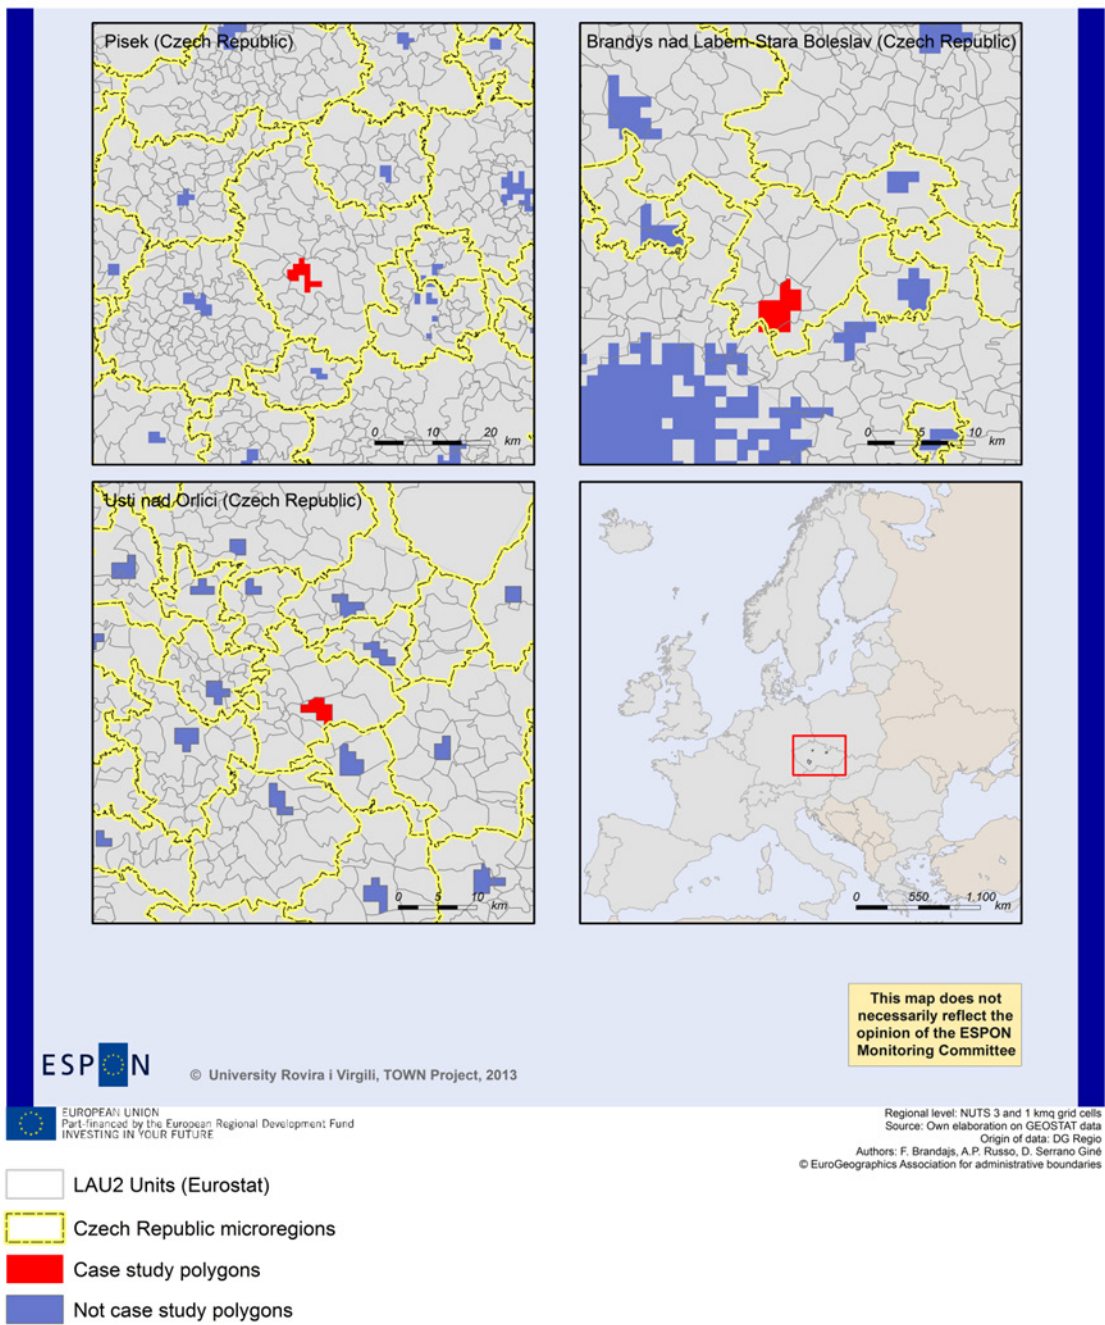 Pisek (Czech Republic)
Brandys nad Labem-Stara Boleslav (Czech Republic)
0 10 20
km
0 5 10
km
Usti nad Orlici (Czech Republic)
0 5 10
km
0 550 1.100
km
This map does not
necessarily reflect the
opinion of the ESPON
Monitoring Committee
ESPON
© University Rovira i Virgili, TOWN Project, 2013
EUROPEAN UNION
Part-financed by the European Regional Development Fund
INVESTING IN YOUR FUTURE
Regional level: NUTS 3 and 1 kmq grid cells
Source: Own elaboration on GEOSTAT data
Origin of data: DG Regio
Authors: F. Brandajs, A.P. Russo, D. Serrano Giné
© EuroGeographics Association for administrative boundaries
LAU2 Units (Eurostat)
Czech Republic microregions
Case study polygons
Not case study polygons